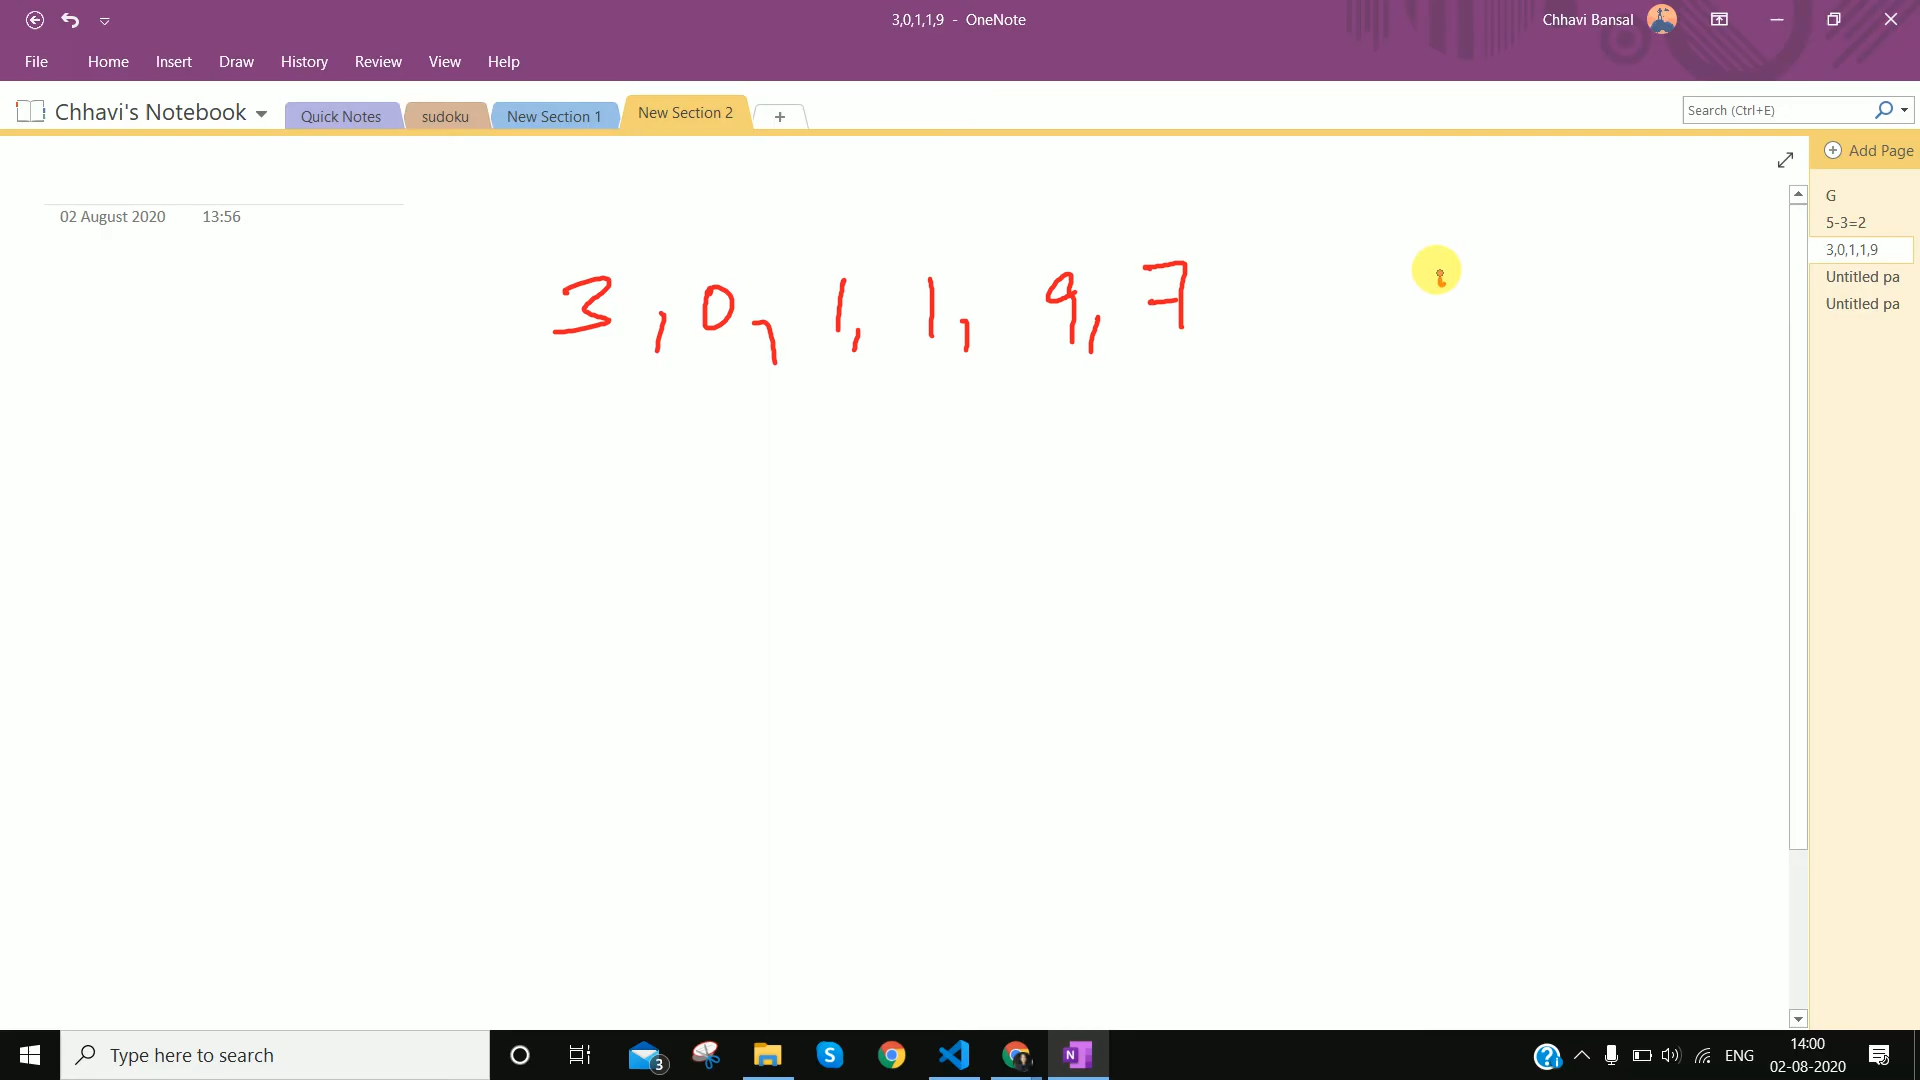 3,0,1,1,9 - OneNote
Chhavi Bansal
File Home Insert Draw History Review View Help
Chhavi's Notebook Quick Notes sudoku New Section 1 New Section 2 +
Search (Ctrl+E)
Add Page
02 August 2020 13:56
3, 0, 1, 1, 9, 7
G
5-3=2
3,0,1,1,9
Untitled pa
Untitled pa
Type here to search
3
S
N
?
ENG
14:00
02-08-2020